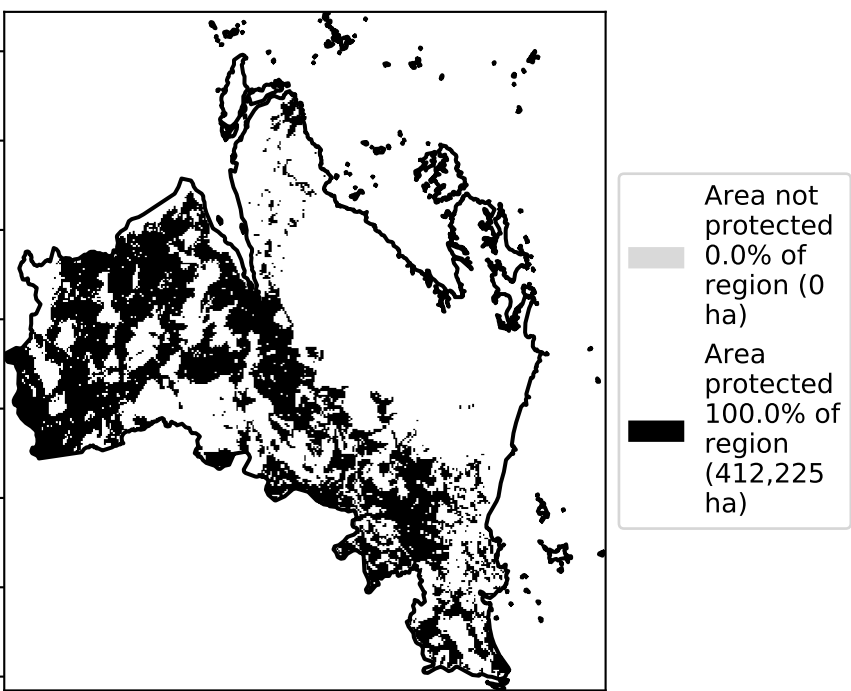 Area not
protected
0.0% of
region (0
ha)
Area
protected
100.0% of
region
(412,225
ha)